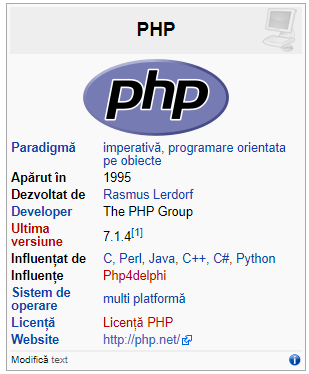 PHP
php
Paradigmă imperativă, programare orientata
pe obiecte
Apărut în 1995
Dezvoltat de Rasmus Lerdorf
Developer The PHP Group
Ultima
versiune 7.1.4[1]
Influențat de C, Perl, Java, C++, C#, Python
Influențe Php4delphi
Sistem de
operare multi platformă
Licență Licență PHP
Website http://php.net/
Modifică text